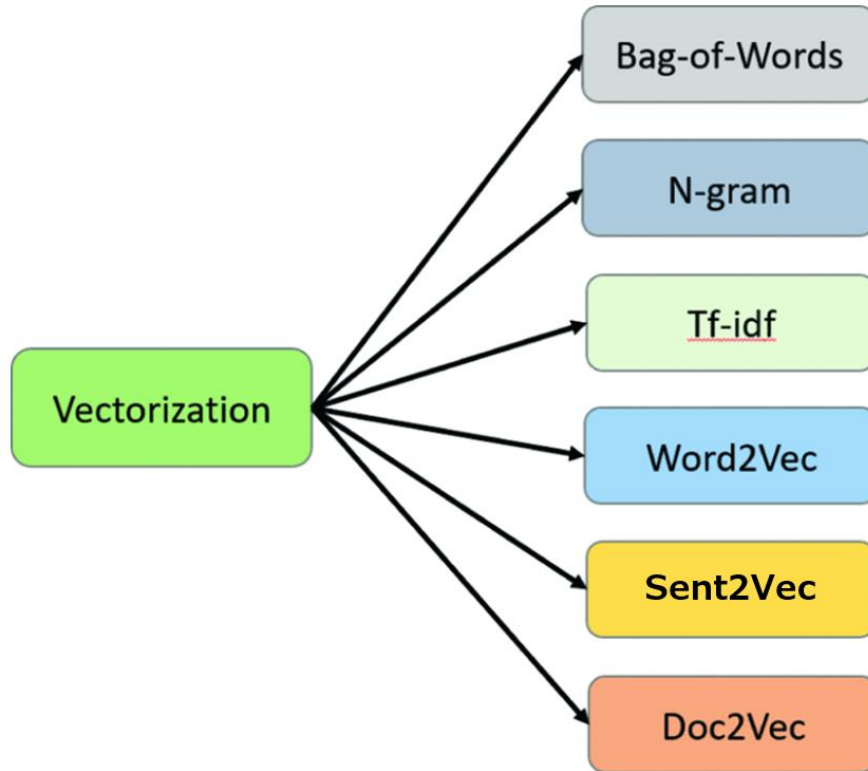 Bag-of-Words
N-gram
Tf-idf
Vectorization
Word2Vec
Sent2Vec
Doc2Vec